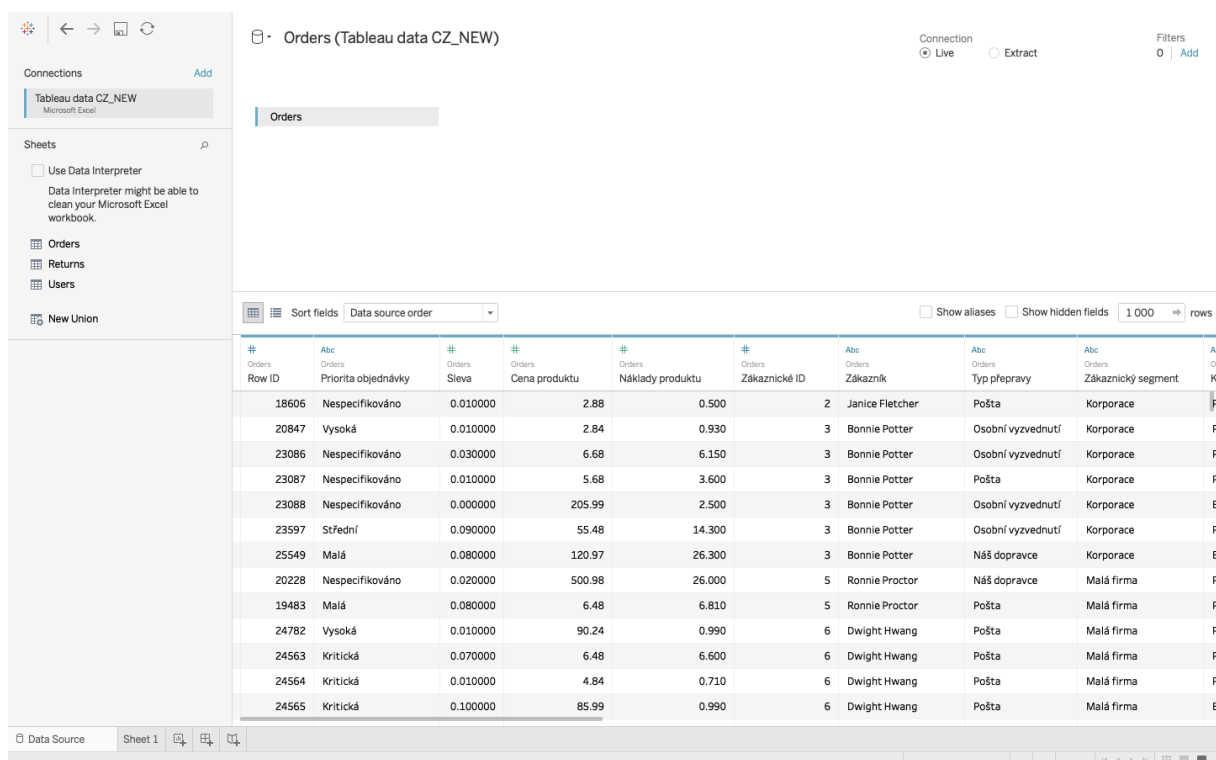 Orders (Tableau data CZ_NEW)
Connection
Live
Extract
Filters
0
Add
Connections
Add
Tableau data CZ_NEW
Microsoft Excel
Orders
Sheets
Use Data Interpreter
Data Interpreter might be able to
clean your Microsoft Excel
workbook.
Orders
Returns
Users
New Union
Sort fields Data source order
Show aliases Show hidden fields 1 000 rows
# Abc # # # # Abc Abc Abc
Orders Orders Orders Orders Orders Orders Orders Orders Orders
Row ID Priorita objednávky Sleva Cena produktu Náklady produktu Zákaznické ID Zákazník Typ přepravy Zákaznický segment
18606 Nespecifikováno 0.010000 2.88 0.500 2 Janice Fletcher Pošta Korporace
20847 Vysoká 0.010000 2.84 0.930 3 Bonnie Potter Osobní vyzvednutí Korporace
23086 Nespecifikováno 0.030000 6.68 6.150 3 Bonnie Potter Osobní vyzvednutí Korporace
23087 Nespecifikováno 0.010000 5.68 3.600 3 Bonnie Potter Pošta Korporace
23088 Nespecifikováno 0.000000 205.99 2.500 3 Bonnie Potter Osobní vyzvednutí Korporace
23597 Střední 0.090000 55.48 14.300 3 Bonnie Potter Osobní vyzvednutí Korporace
25549 Malá 0.080000 120.97 26.300 3 Bonnie Potter Náš dopravce Korporace
20228 Nespecifikováno 0.020000 500.98 26.000 5 Ronnie Proctor Náš dopravce Malá firma
19483 Malá 0.080000 6.48 6.810 5 Ronnie Proctor Pošta Malá firma
24782 Vysoká 0.010000 90.24 0.990 6 Dwight Hwang Pošta Malá firma
24563 Kritická 0.070000 6.48 6.600 6 Dwight Hwang Pošta Malá firma
24564 Kritická 0.010000 4.84 0.710 6 Dwight Hwang Pošta Malá firma
24565 Kritická 0.100000 85.99 0.990 6 Dwight Hwang Pošta Malá firma
Data Source Sheet 1